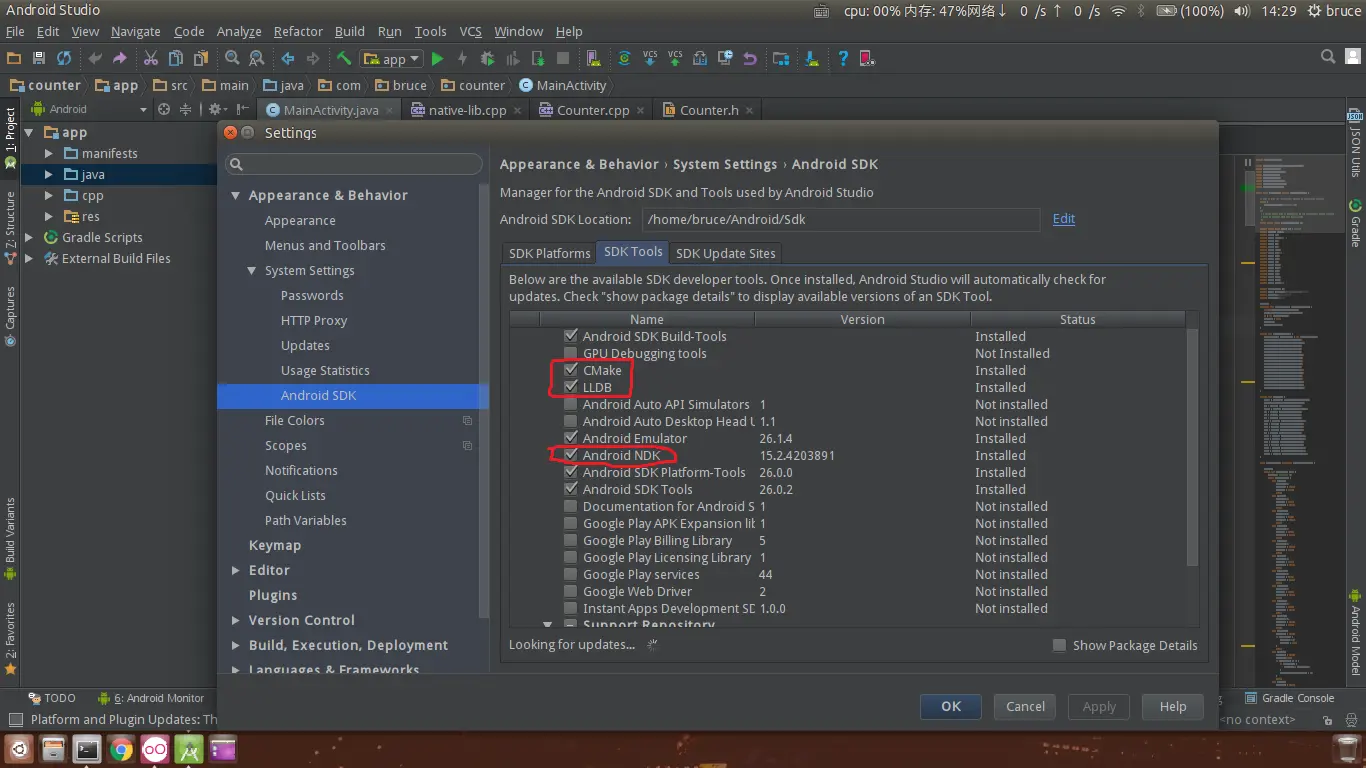 Android Studio
cpu: 00% 内存: 47%网络↓ 0 /s ↑ 0 /s (100%) 14:29 bruce
File Edit View Navigate Code Analyze Refactor Build Run Tools VCS Window Help
app VCS VCS
counter app src main java com bruce counter MainActivity
Android MainActivity.java native-lib.cpp Counter.cpp Counter.h
1: Project
Z: Structure
Captures
Build Variants
2: Favorites
app
manifests
java
cpp
res
Gradle Scripts
External Build Files
Settings
Appearance & Behavior
Appearance
Menus and Toolbars
System Settings
Passwords
HTTP Proxy
Updates
Usage Statistics
Android SDK
File Colors
Scopes
Notifications
Quick Lists
Path Variables
Keymap
Editor
Plugins
Version Control
Build, Execution, Deployment
Languages & Frameworks
Appearance & Behavior › System Settings › Android SDK
Manager for the Android SDK and Tools used by Android Studio
Android SDK Location: /home/bruce/Android/Sdk Edit
SDK Platforms SDK Tools SDK Update Sites
Below are the available SDK developer tools. Once installed, Android Studio will automatically check for
updates. Check "show package details" to display available versions of an SDK Tool.
Name Version Status
Android SDK Build-Tools Installed
GPU Debugging tools Not Installed
CMake Installed
LLDB Installed
Android Auto API Simulators 1 Not installed
Android Auto Desktop Head 1.1 Not installed
Android Emulator 26.1.4 Installed
Android NDK 15.2.4203891 Installed
Android SDK Platform-Tools 26.0.0 Installed
Android SDK Tools 26.0.2 Installed
Documentation for Android S 1 Not installed
Google Play APK Expansion lib 1 Not installed
Google Play Billing Library 5 Not installed
Google Play Licensing Library 1 Not installed
Google Play services 44 Not installed
Google Web Driver 2 Not installed
Instant Apps Development SD 1.0.0 Not installed
Support Repository
Looking for updates... Show Package Details
OK Cancel Apply Help
JSON
JSON Utils
Gradle
Android Model
TODO 6: Android Monitor Gradle Console
Platform and Plugin Updates: Th <no context>